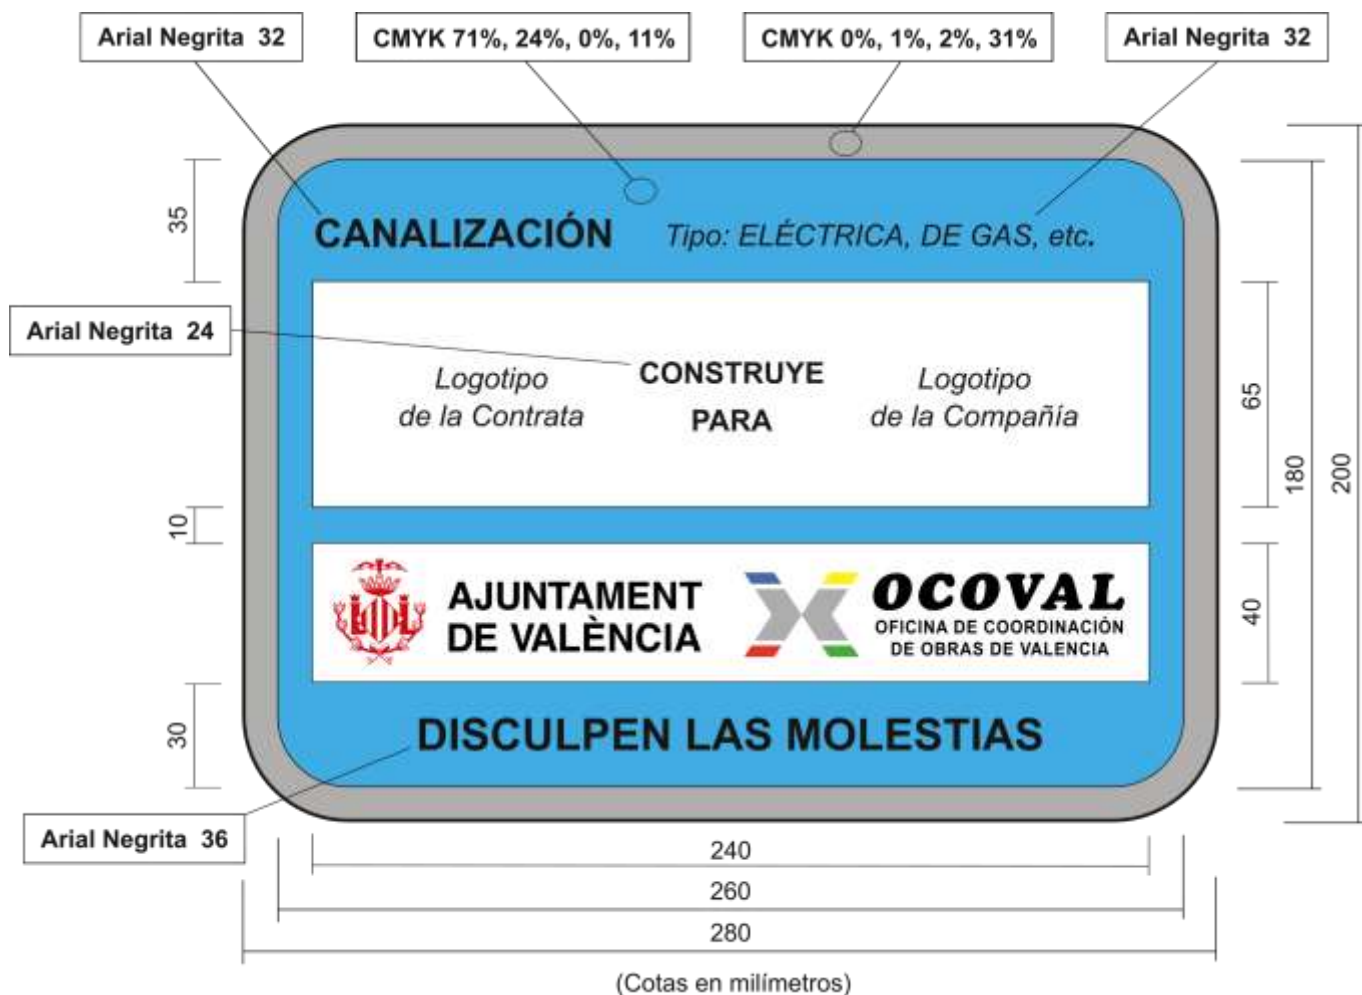 Arial Negrita 32
CMYK 71%, 24%, 0%, 11%
CMYK 0%, 1%, 2%, 31%
Arial Negrita 32
35
CANALIZACIÓN
Tipo: ELÉCTRICA, DE GAS, etc.
Arial Negrita 24
Logotipo
de la Contrata
CONSTRUYE
PARA
Logotipo
de la Compañía
65
180
200
10
AJUNTAMENT
DE VALÈNCIA
OCOVAL
OFICINA DE COORDINACIÓN
DE OBRAS DE VALENCIA
40
30
DISCULPEN LAS MOLESTIAS
Arial Negrita 36
240
260
280
(Cotas en milímetros)